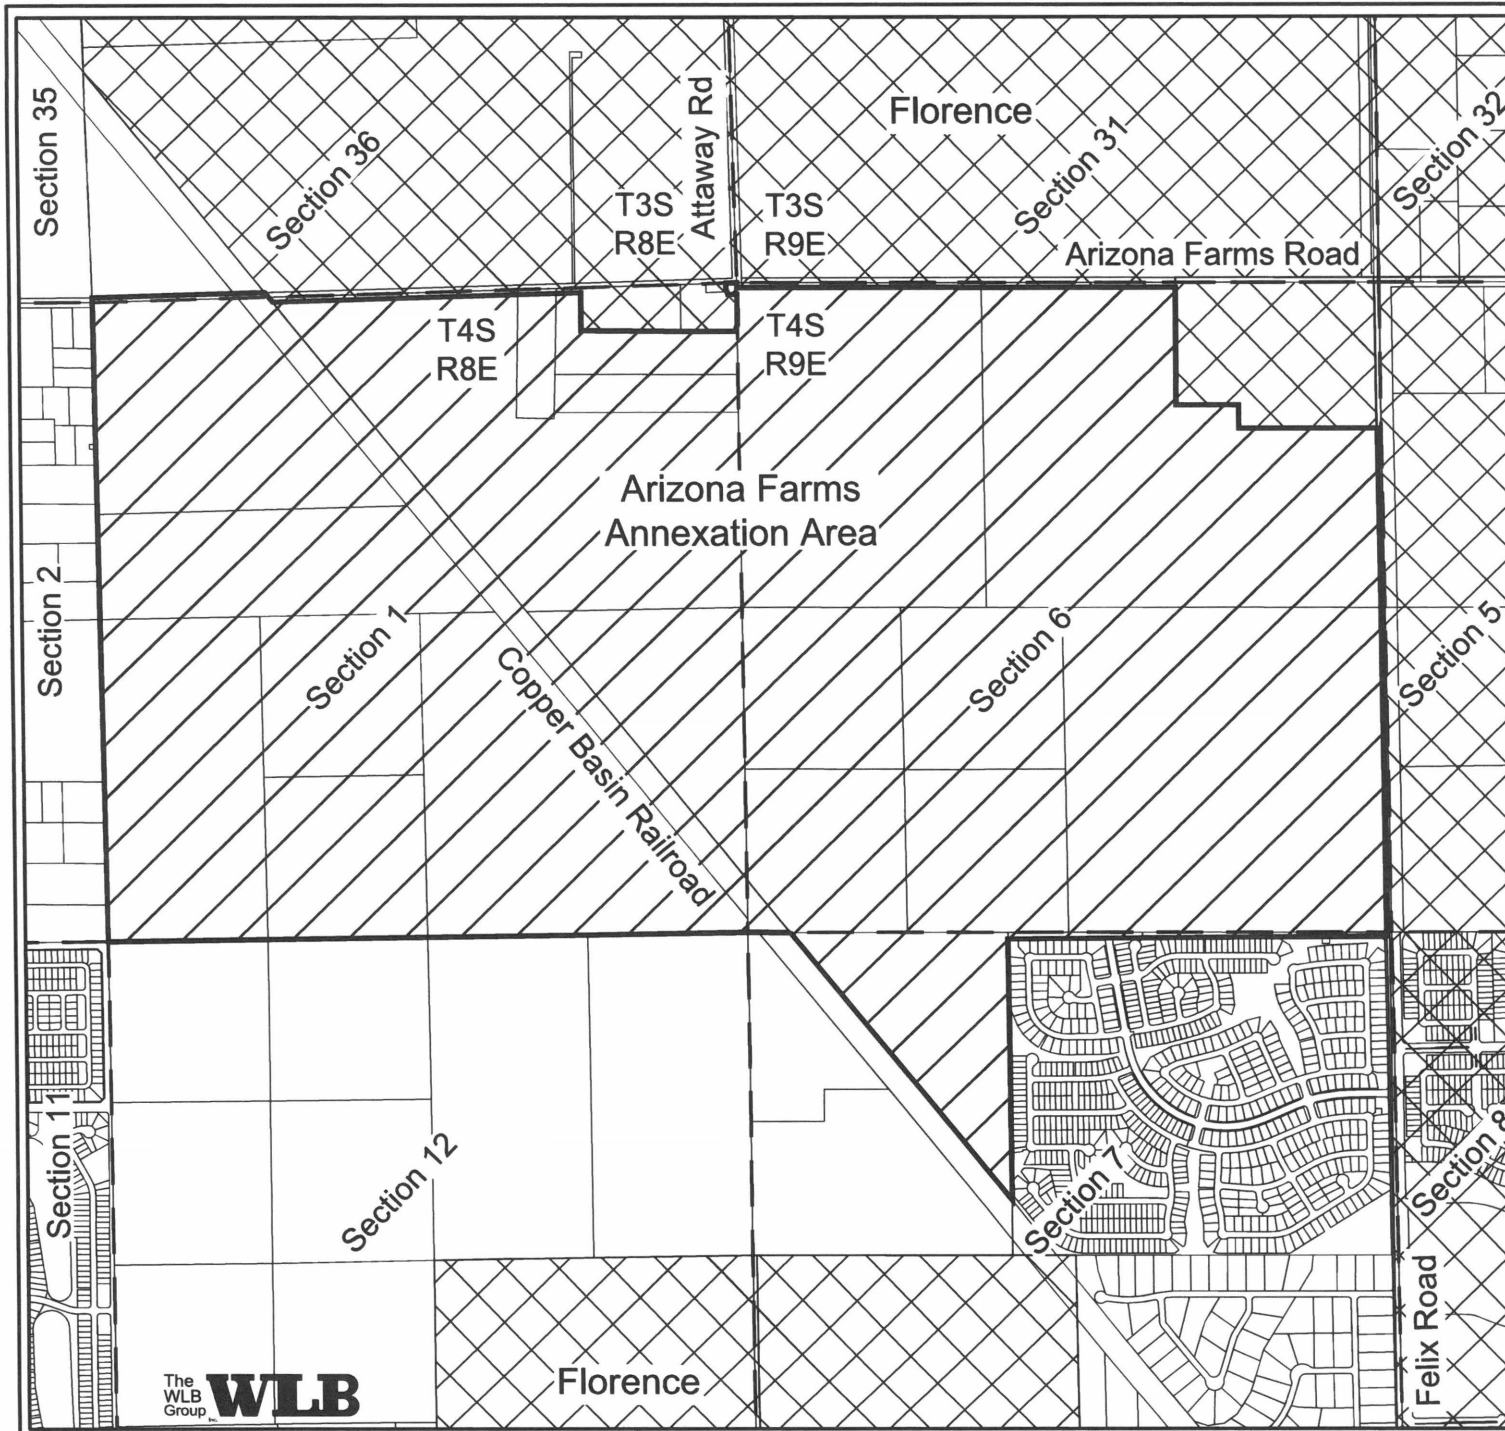 Section 35
Section 36
Attaway Rd
Florence
Section 31
Section 32
T3S
R8E
T3S
R9E
Arizona Farms Road
T4S
R8E
T4S
R9E
Arizona Farms
Annexation Area
Section 2
Section 1
Copper Basin Railroad
Section 6
Section 5
Section 11
Section 12
Section 7
Section 8
Felix Road
Florence
The
WLB
Group
Inc.
WLB